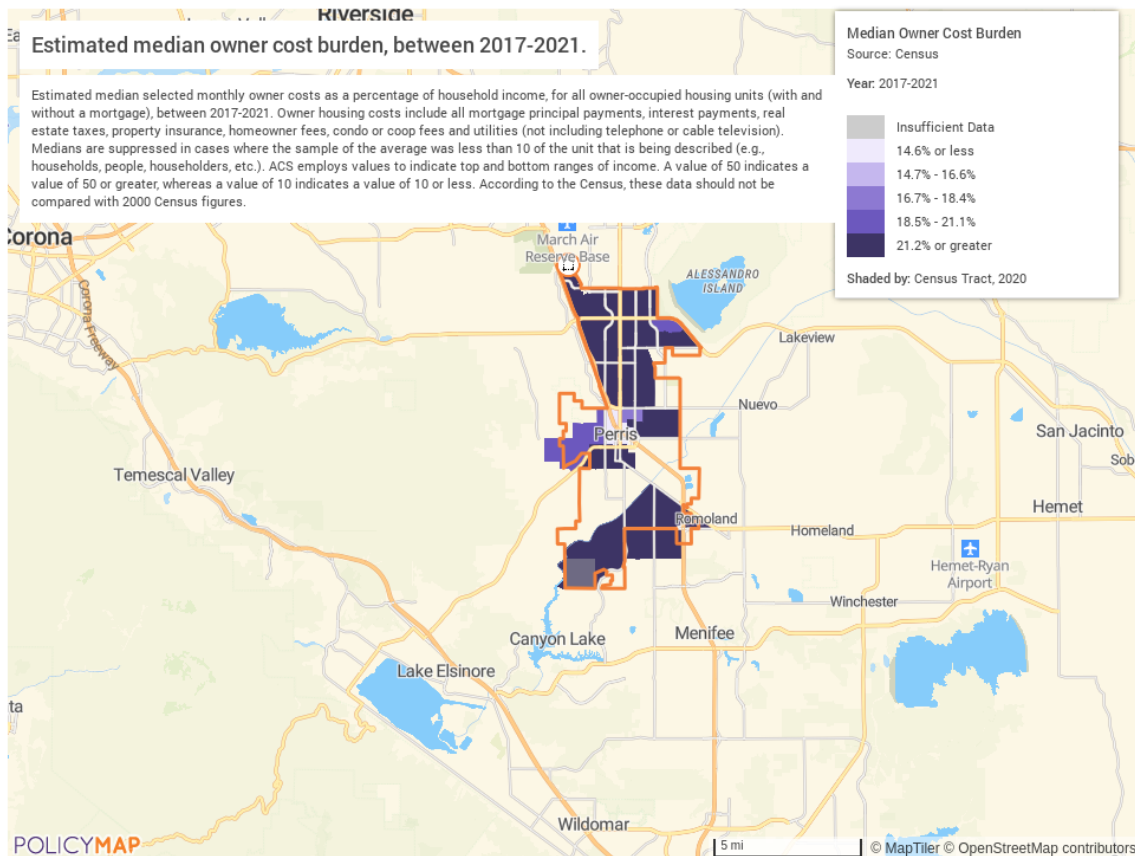 Riverside
Estimated median owner cost burden, between 2017-2021.
Estimated median selected monthly owner costs as a percentage of household income, for all owner-occupied housing units (with and
without a mortgage), between 2017-2021. Owner housing costs include all mortgage principal payments, interest payments, real
estate taxes, property insurance, homeowner fees, condo or coop fees and utilities (not including telephone or cable television).
Medians are suppressed in cases where the sample of the average was less than 10 of the unit that is being described (e.g.,
households, people, householders, etc.). ACS employs values to indicate top and bottom ranges of income. A value of 50 indicates a
value of 50 or greater, whereas a value of 10 indicates a value of 10 or less. According to the Census, these data should not be
compared with 2000 Census figures.
Median Owner Cost Burden
Source: Census
Year: 2017-2021
Insufficient Data
14.6% or less
14.7% - 16.6%
16.7% - 18.4%
18.5% - 21.1%
21.2% or greater
Shaded by: Census Tract, 2020
Corona
March Air
Reserve Base
ALESSANDRO
ISLAND
Corona Freeway
Lakeview
Nuevo
Perris
San Jacinto
Sob
Temescal Valley
Hemet
Romoland
Homeland
Hemet-Ryan
Airport
Winchester
Canyon Lake
Menifee
Lake Elsinore
ta
Wildomar
POLICYMAP
5 mi
© MapTiler © OpenStreetMap contributors